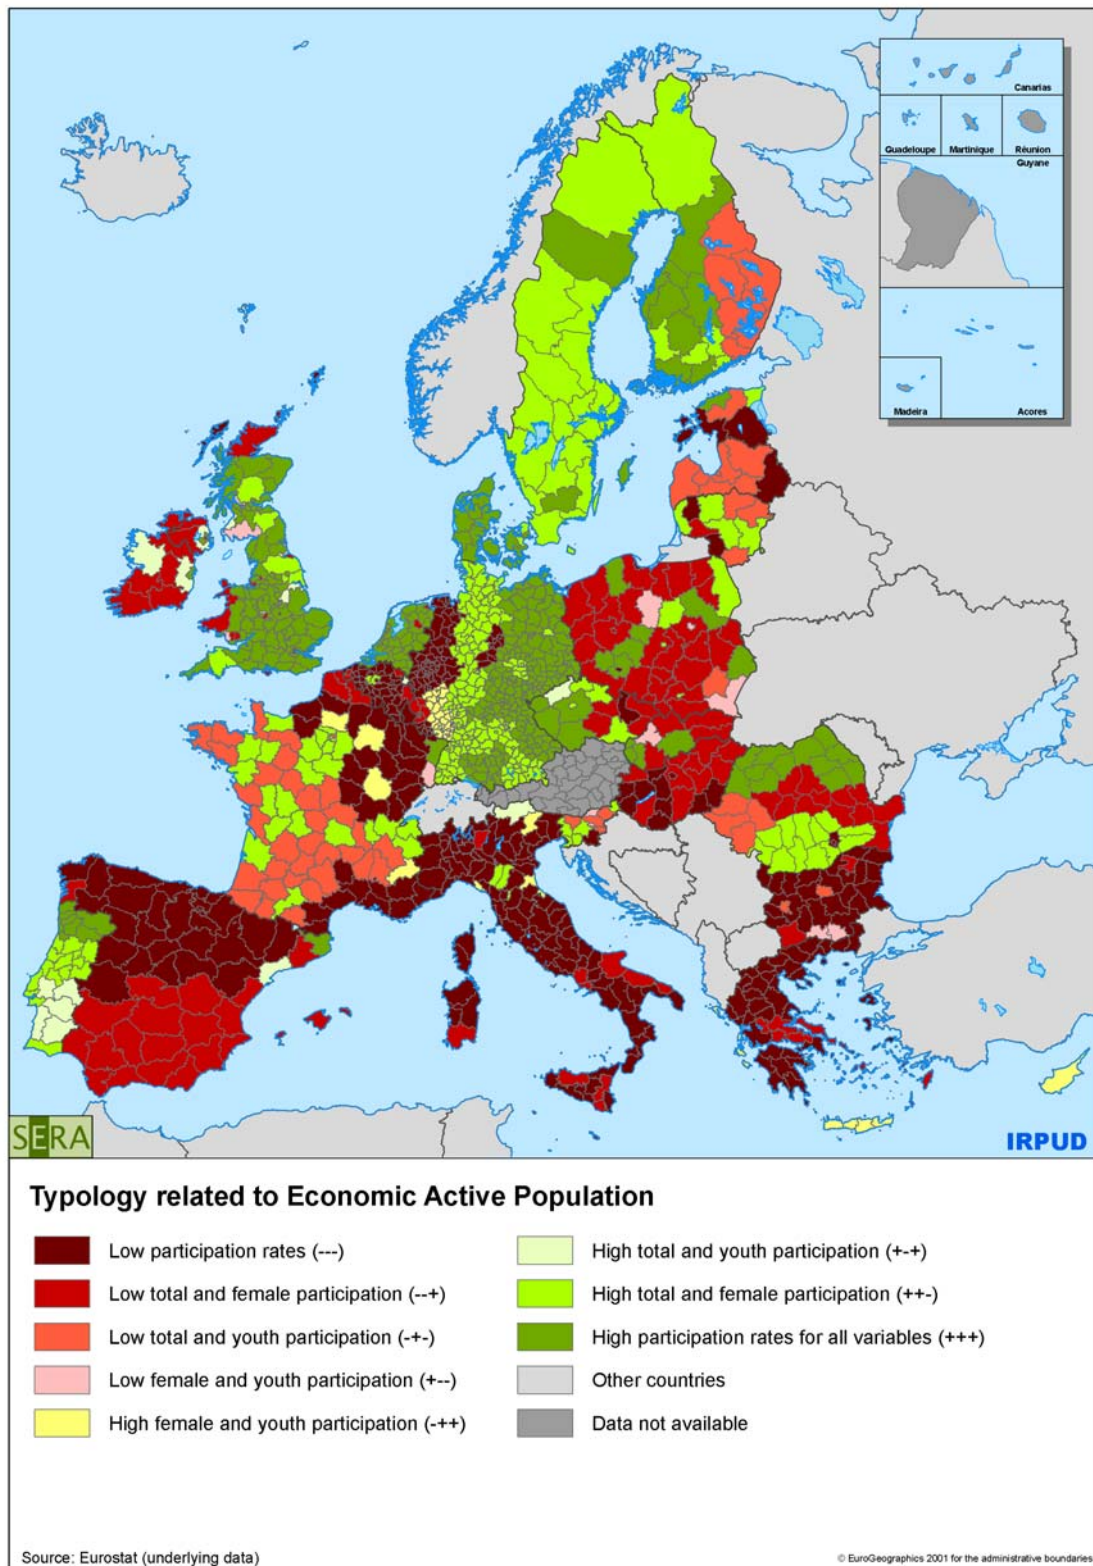 Canarias
Guadeloupe
Martinique
Réunion
Guyane
Madeira
Acores
SERA
IRPUD
Typology related to Economic Active Population
Low participation rates (---)
Low total and female participation (--+)
Low total and youth participation (-+-)
Low female and youth participation (+--)
High female and youth participation (-++)
High total and youth participation (+-+)
High total and female participation (++-)
High participation rates for all variables (+++)
Other countries
Data not available
Source: Eurostat (underlying data)
© EuroGeographics 2001 for the administrative boundaries